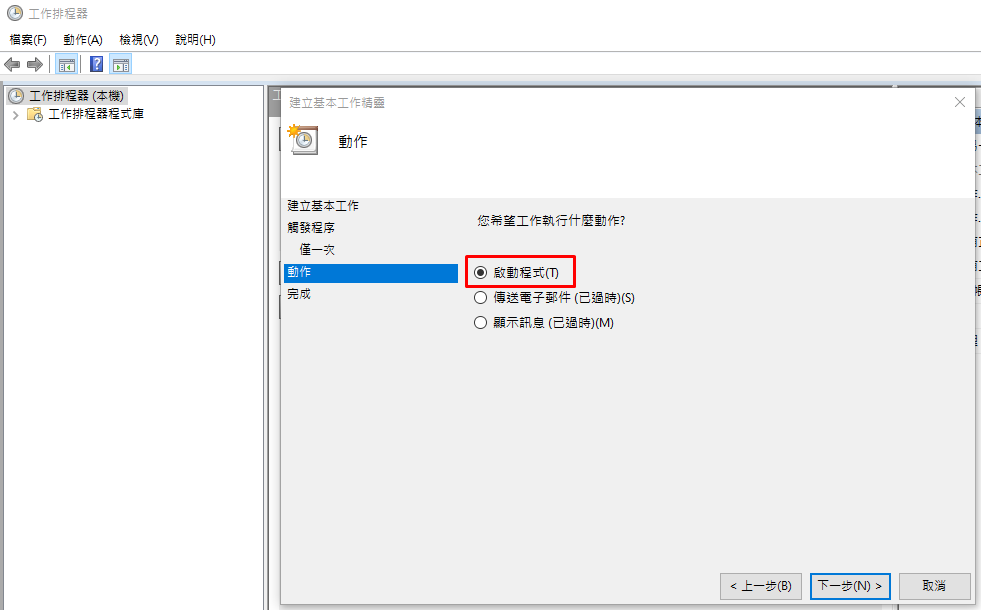 工作排程器
檔案(F) 動作(A) 檢視(V) 說明(H)
工作排程器 (本機)
工作排程器程式庫
建立基本工作精靈
動作
建立基本工作
觸發程序
僅一次
動作
完成
您希望工作執行什麼動作?
啟動程式(T)
傳送電子郵件 (已過時)(S)
顯示訊息 (已過時)(M)
< 上一步(B) 下一步(N) > 取消